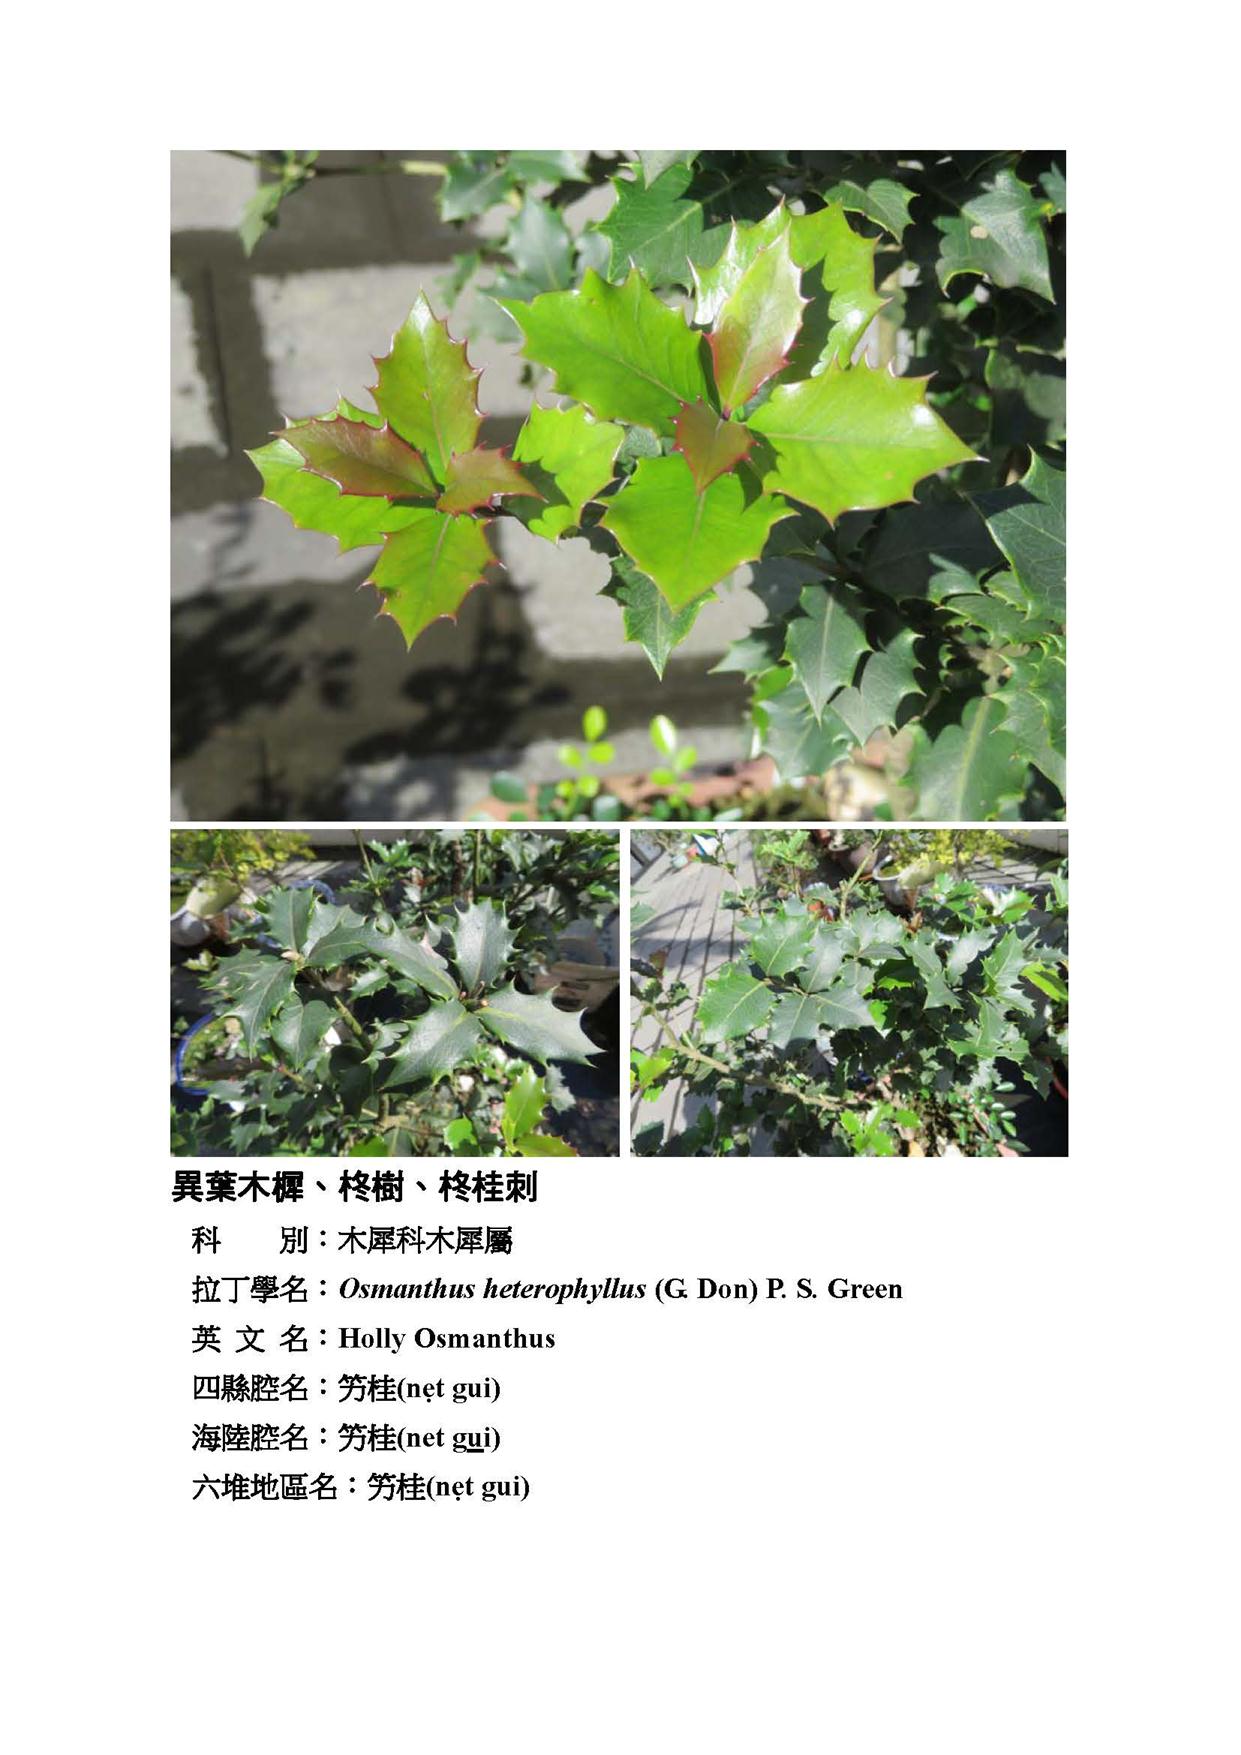 異葉木樨、柊樹、柊桂刺
科　　別：木犀科木犀屬
拉丁學名：Osmanthus heterophyllus (G. Don) P. S. Green
英 文 名：Holly Osmanthus
四縣腔名：竻桂(nẹt gui)
海陸腔名：竻桂(net gui)
六堆地區名：竻桂(nẹt gui)